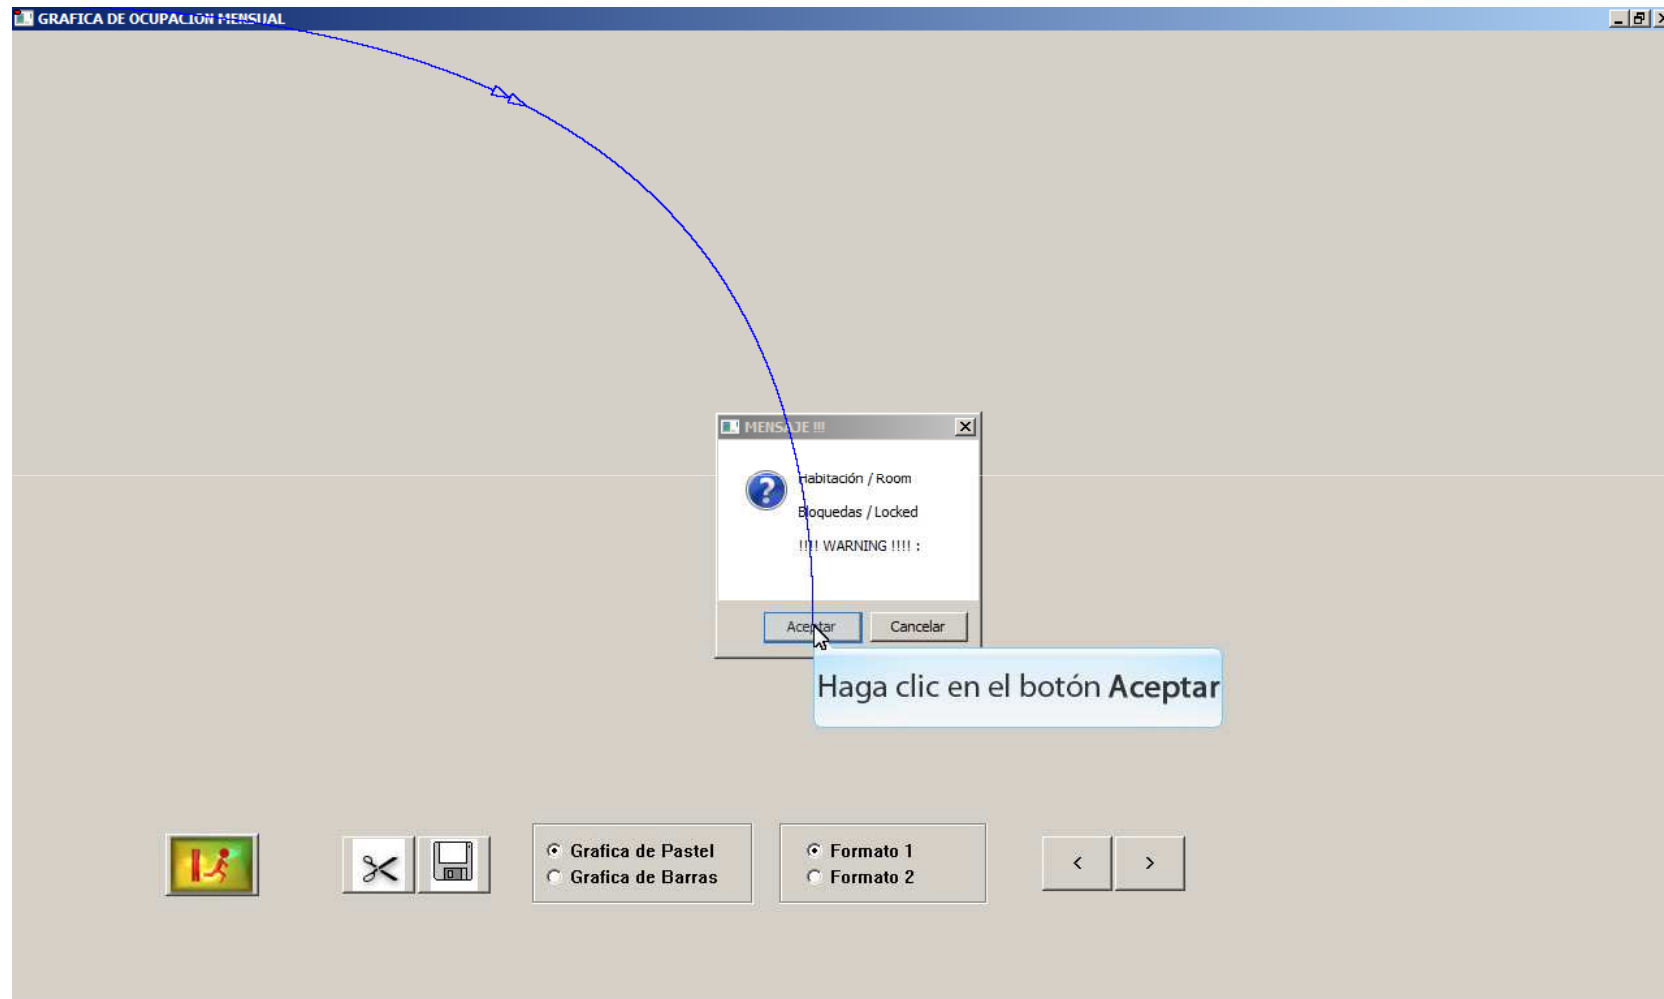 GRAFICA DE OCUPACION MENSUAL
MENSAJE !!!
Habitación / Room
Bloquedas / Locked
!!!! WARNING !!!! :
Aceptar
Cancelar
Haga clic en el botón Aceptar
Grafica de Pastel
Grafica de Barras
Formato 1
Formato 2
< >